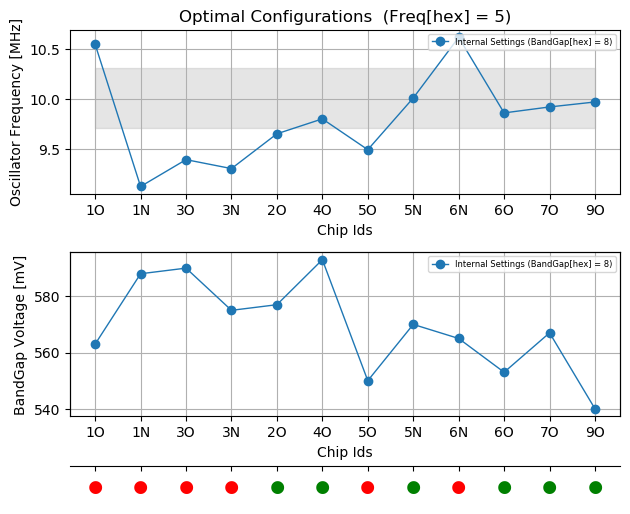 Optimal Configurations  (Freq[hex] = 5)
Oscillator Frequency [MHz]
10.5
10.0
9.5
Internal Settings (BandGap[hex] = 8)
1O 1N 3O 3N 2O 4O 5O 5N 6N 6O 7O 9O
Chip Ids
BandGap Voltage [mV]
580
560
540
Internal Settings (BandGap[hex] = 8)
1O 1N 3O 3N 2O 4O 5O 5N 6N 6O 7O 9O
Chip Ids